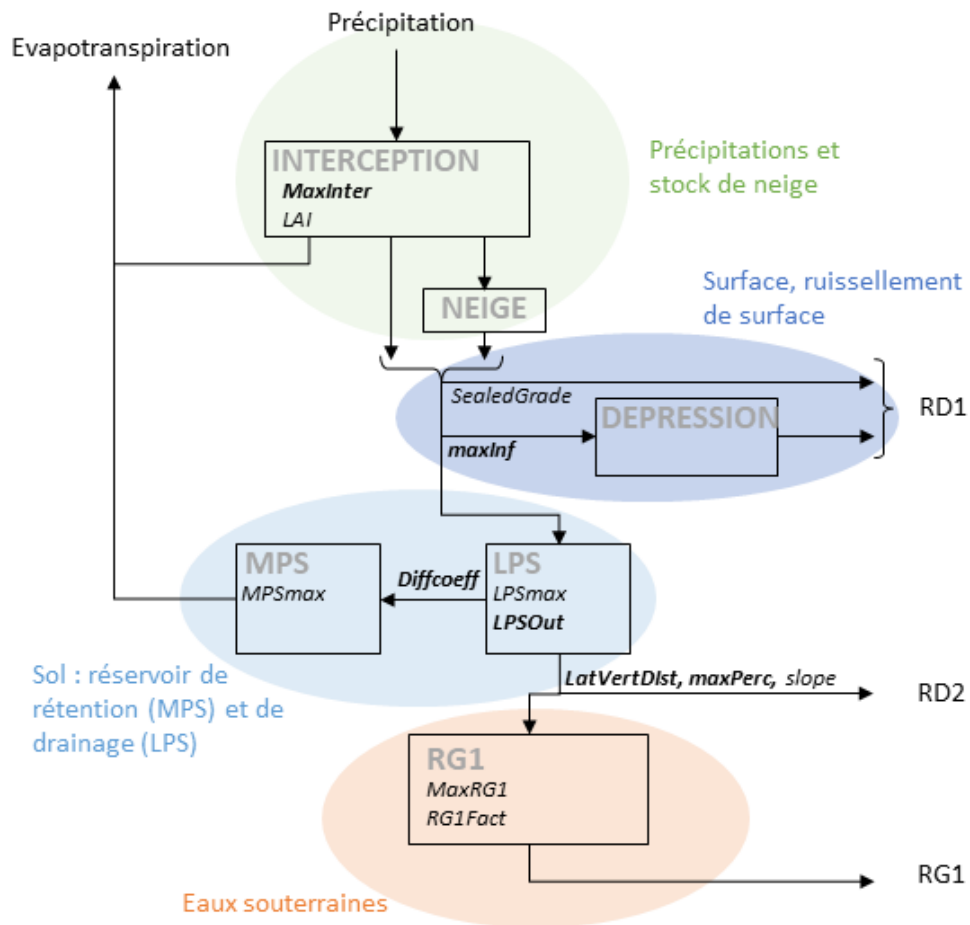 Précipitation
Evapotranspiration
INTERCEPTION
MaxInter
LAI
Précipitations et
stock de neige
NEIGE
Surface, ruissellement
de surface
SealedGrade
RD1
DEPRESSION
maxInf
MPS
MPSmax
Diffcoeff
LPS
LPSmax
LPSOut
Sol : réservoir de
rétention (MPS) et de
drainage (LPS)
LatVertDIst, maxPerc, slope
RD2
RG1
MaxRG1
RG1Fact
RG1
Eaux souterraines